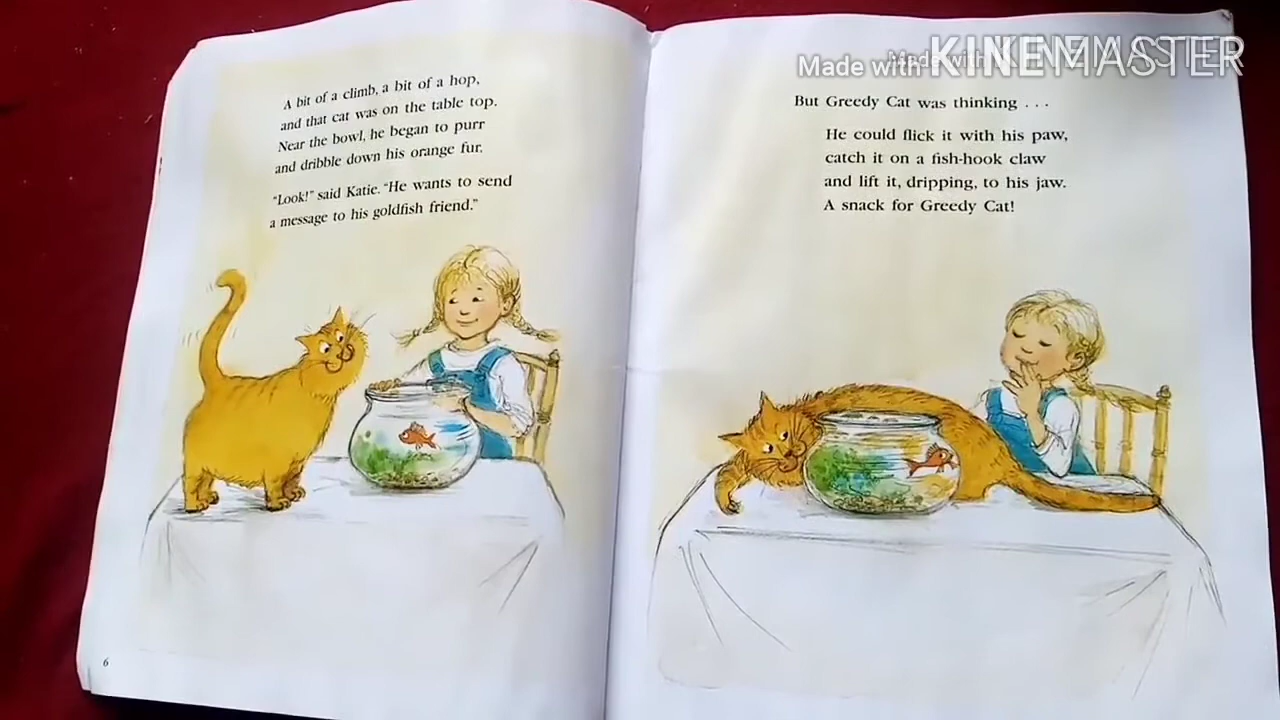 Made with KINEMASTER
A bit of a climb, a bit of a hop,
and that cat was on the table top.
Near the bowl, he began to purr
and dribble down his orange fur.
"Look!" said Katie. "He wants to send
a message to his goldfish friend."
6
But Greedy Cat was thinking . . .
He could flick it with his paw,
catch it on a fish-hook claw
and lift it, dripping, to his jaw.
A snack for Greedy Cat!